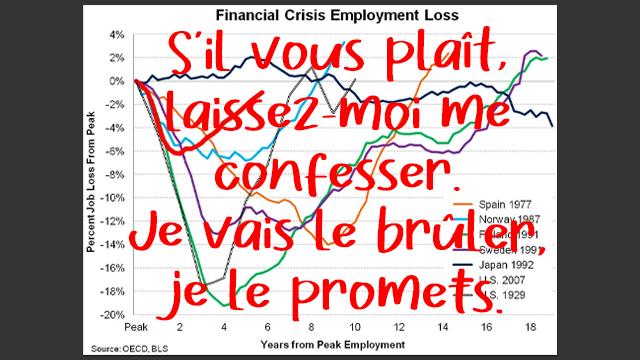 Financial Crisis Employment Loss
S'il vous plaît,
laissez-moi me
confesser.
Je vais le brûler,
je le promets.
4%
2%
0%
-2%
-4%
-6%
-8%
-10%
-12%
-14%
-16%
-18%
-20%
Percent Job Loss From Peak
Spain 1977
Norway 1987
Finland 1991
Sweden 1991
Japan 1992
U.S. 2007
U.S. 1929
Peak 2 4 6 8 10 12 14 16 18
Years from Peak Employment
Source: OECD, BLS